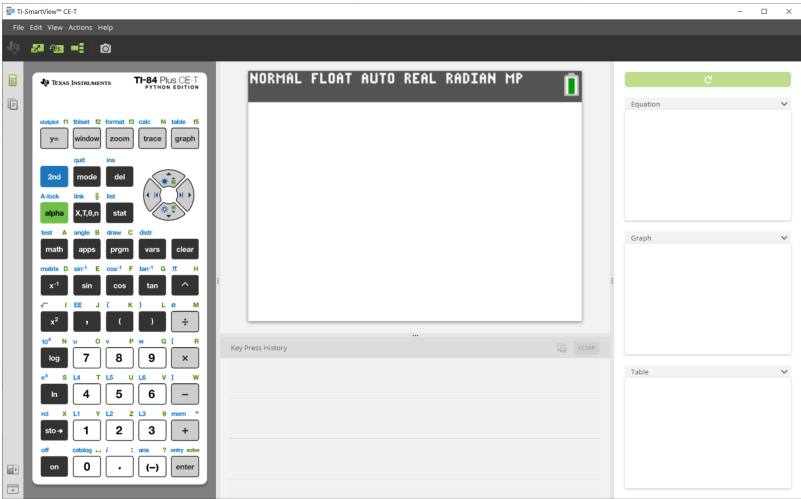 TI-SmartView™ CE-T
File Edit View Actions Help
TEXAS INSTRUMENTS TI-84 Plus CE-T
PYTHON EDITION
statplot f1 tblset f2 format f3 calc f4 table f5
y= window zoom trace graph
quit ins
2nd mode del
A-lock link list
alpha X,T,θ,n stat
test A angle B draw C distr
math apps prgm vars clear
matrix D sin⁻¹ E cos⁻¹ F tan⁻¹ G π H
x⁻¹ sin cos tan ^
√ I EE J { K } L e M
x² , ( ) ÷
10ˣ N u O v P w Q [ R
log 7 8 9 ×
eˣ S L4 T L5 U L6 V ] W
ln 4 5 6 −
rcl X L1 Y L2 Z L3 θ mem "
sto→ 1 2 3 +
off catalog i : ans ? entry solve
on 0 . (−) enter
NORMAL FLOAT AUTO REAL RADIAN MP
Key Press History CLEAR
Equation
Graph
Table